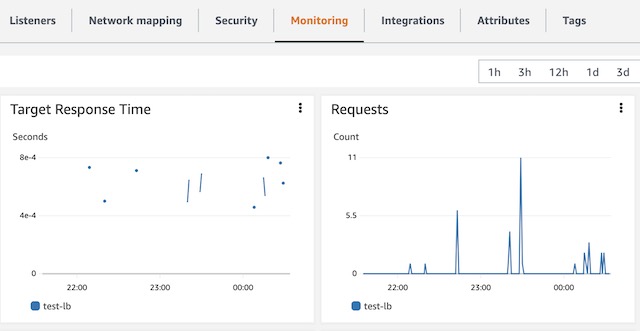 Listeners Network mapping Security Monitoring Integrations Attributes Tags
1h 3h 12h 1d 3d
Target Response Time
Seconds
8e-4
4e-4
0
22:00 23:00 00:00
test-lb
Requests
Count
11
5.5
0
22:00 23:00 00:00
test-lb